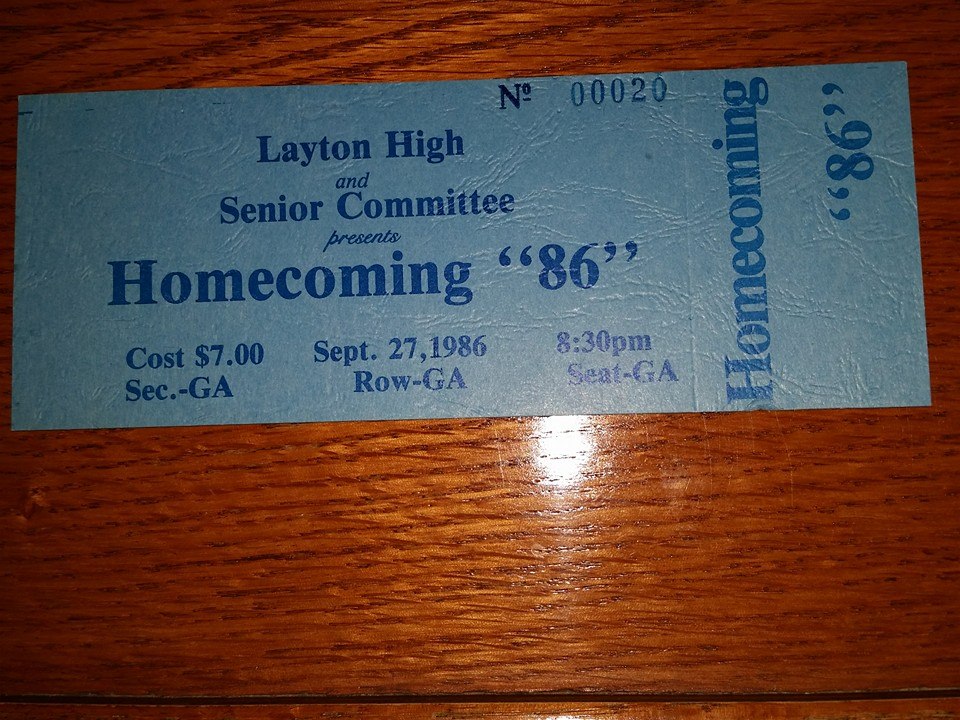 Nº 00020
Layton High
and
Senior Committee
presents
Homecoming “86”
Cost $7.00 Sept. 27,1986 8:30pm
Sec.-GA Row-GA Seat-GA
Homecoming
“86”